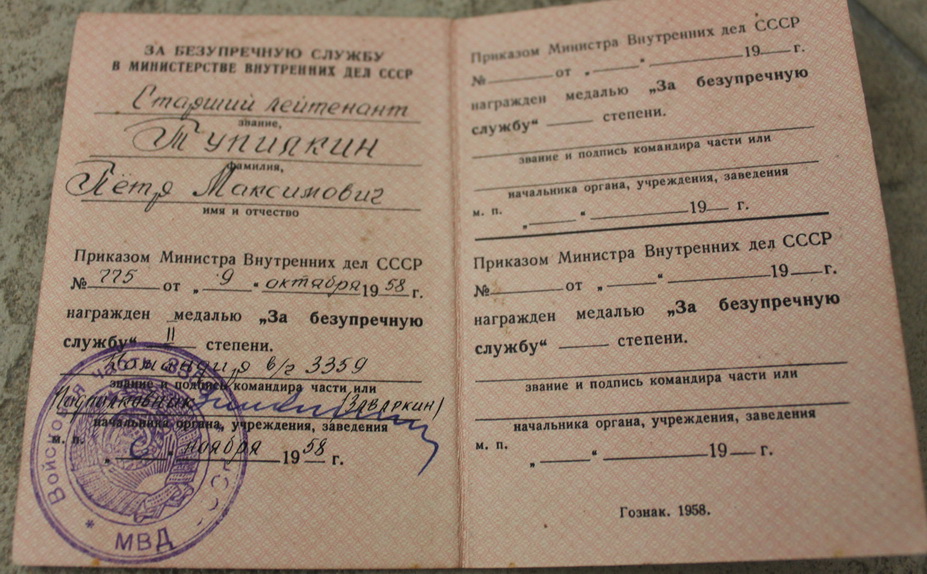 ЗА БЕЗУПРЕЧНУЮ СЛУЖБУ
В МИНИСТЕРСТВЕ ВНУТРЕННИХ ДЕЛ СССР
Старший лейтенант
звание,
Тупиякин
фамилия,
Пётр Максимович
имя и отчество
Приказом Министра Внутренних дел СССР
№ 775 от „ 9 “ октября 1958 г.
награжден медалью „За безупречную
службу“ II степени.
Командир в/ч 3359
звание и подпись командира части или
Подполковник (Заваркин)
начальника органа, учреждения, заведения
м. п.
„ “ ноября 1958 г.
Войсковая часть
МВД
Приказом Министра Внутренних дел СССР
№ от „ “ 19 г.
награжден медалью „За безупречную
службу“ степени.
звание и подпись командира части или
начальника органа, учреждения, заведения
м. п. „ “ 19 г.
Приказом Министра Внутренних дел СССР
№ от „ “ 19 г.
награжден медалью „За безупречную
службу“ степени.
звание и подпись командира части или
начальника органа, учреждения, заведения
м. п.
„ “ 19 г.
Гознак. 1958.